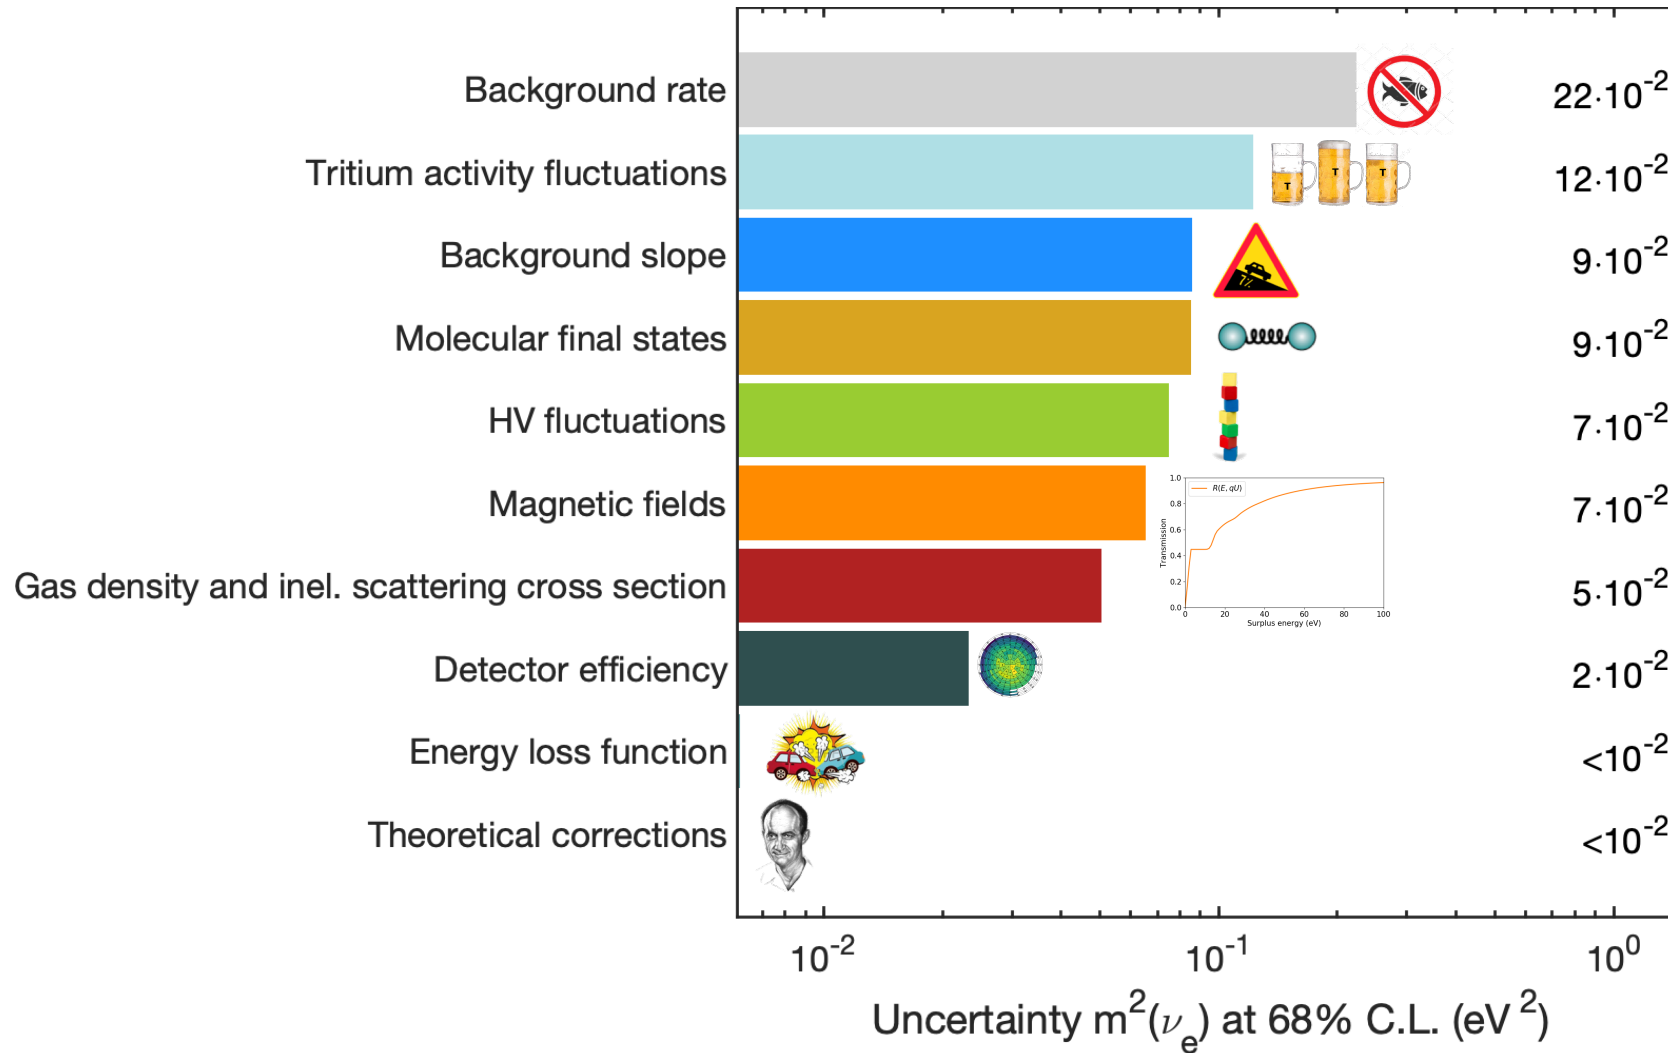 Background rate 22·10⁻²
Tritium activity fluctuations 12·10⁻²
T T T
Background slope 9·10⁻²
7%
Molecular final states 9·10⁻²
HV fluctuations 7·10⁻²
Magnetic fields 7·10⁻²
R(E, qU)
Transmission
1.0
0.8
0.6
0.4
0.2
0.0
0 20 40 60 80 100
Surplus energy (eV)
Gas density and inel. scattering cross section 5·10⁻²
Detector efficiency 2·10⁻²
Energy loss function <10⁻²
Theoretical corrections <10⁻²
10⁻² 10⁻¹ 10⁰
Uncertainty m²(νₑ) at 68% C.L. (eV ²)